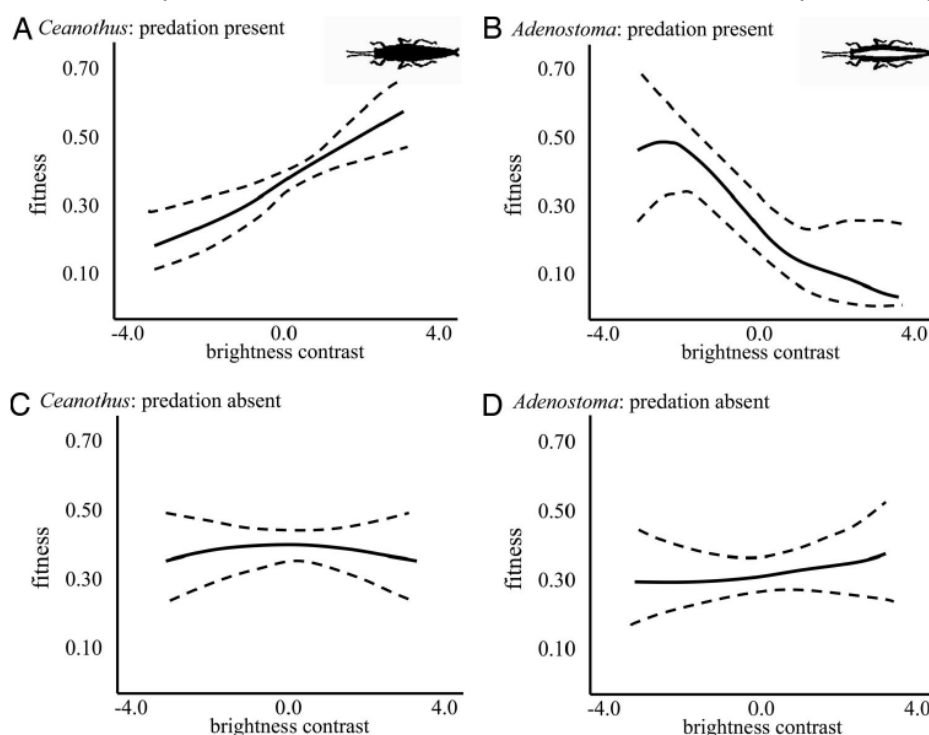 A Ceanothus: predation present
0.70
0.50
0.30
0.10
fitness
-4.0 0.0 4.0
brightness contrast
B Adenostoma: predation present
0.70
0.50
0.30
0.10
fitness
-4.0 0.0 4.0
brightness contrast
C Ceanothus: predation absent
0.70
0.50
0.30
0.10
fitness
-4.0 0.0 4.0
brightness contrast
D Adenostoma: predation absent
0.70
0.50
0.30
0.10
fitness
-4.0 0.0 4.0
brightness contrast